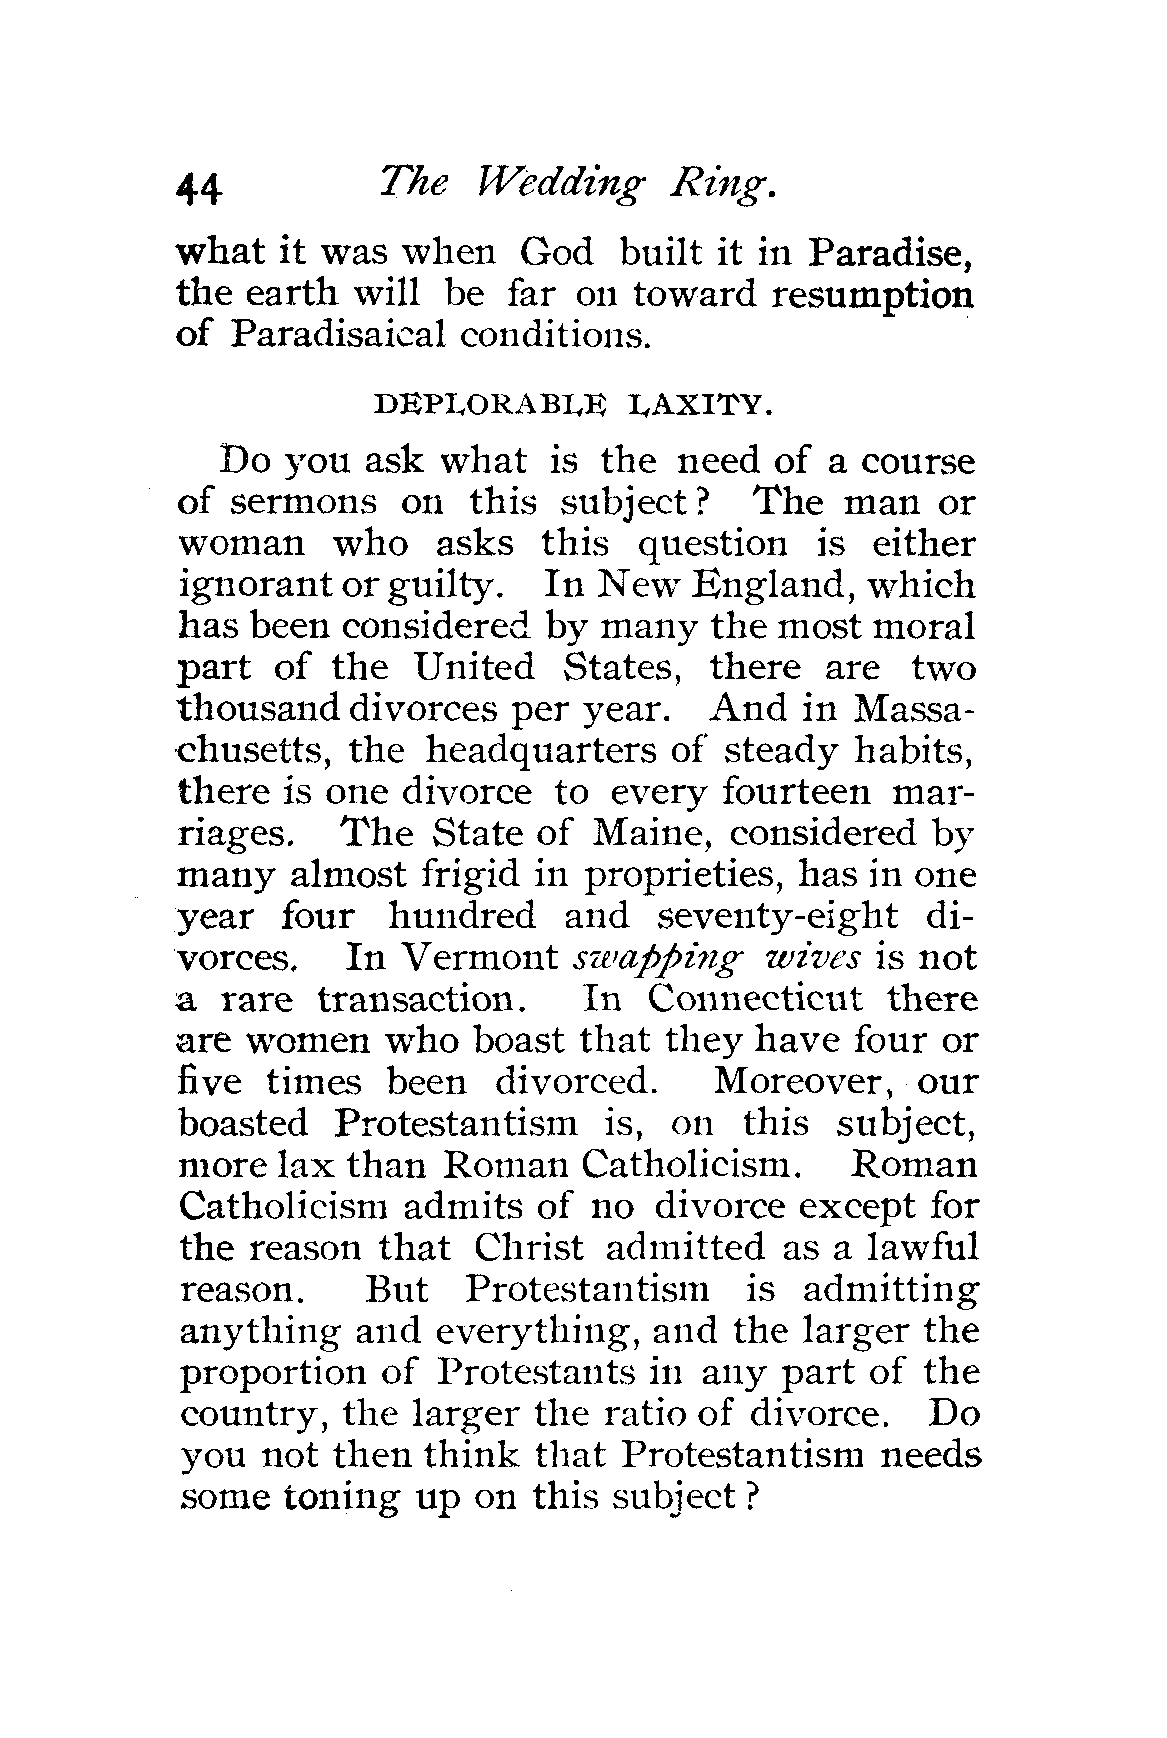 44 The Wedding Ring.
what it was when God built it in Paradise,
the earth will be far on toward resumption
of Paradisaical conditions.
DEPLORABLE LAXITY.
Do you ask what is the need of a course
of sermons on this subject? The man or
woman who asks this question is either
ignorant or guilty. In New England, which
has been considered by many the most moral
part of the United States, there are two
thousand divorces per year. And in Massa-
chusetts, the headquarters of steady habits,
there is one divorce to every fourteen mar-
riages. The State of Maine, considered by
many almost frigid in proprieties, has in one
year four hundred and seventy-eight di-
vorces. In Vermont swapping wives is not
a rare transaction. In Connecticut there
are women who boast that they have four or
five times been divorced. Moreover, our
boasted Protestantism is, on this subject,
more lax than Roman Catholicism. Roman
Catholicism admits of no divorce except for
the reason that Christ admitted as a lawful
reason. But Protestantism is admitting
anything and everything, and the larger the
proportion of Protestants in any part of the
country, the larger the ratio of divorce. Do
you not then think that Protestantism needs
some toning up on this subject?